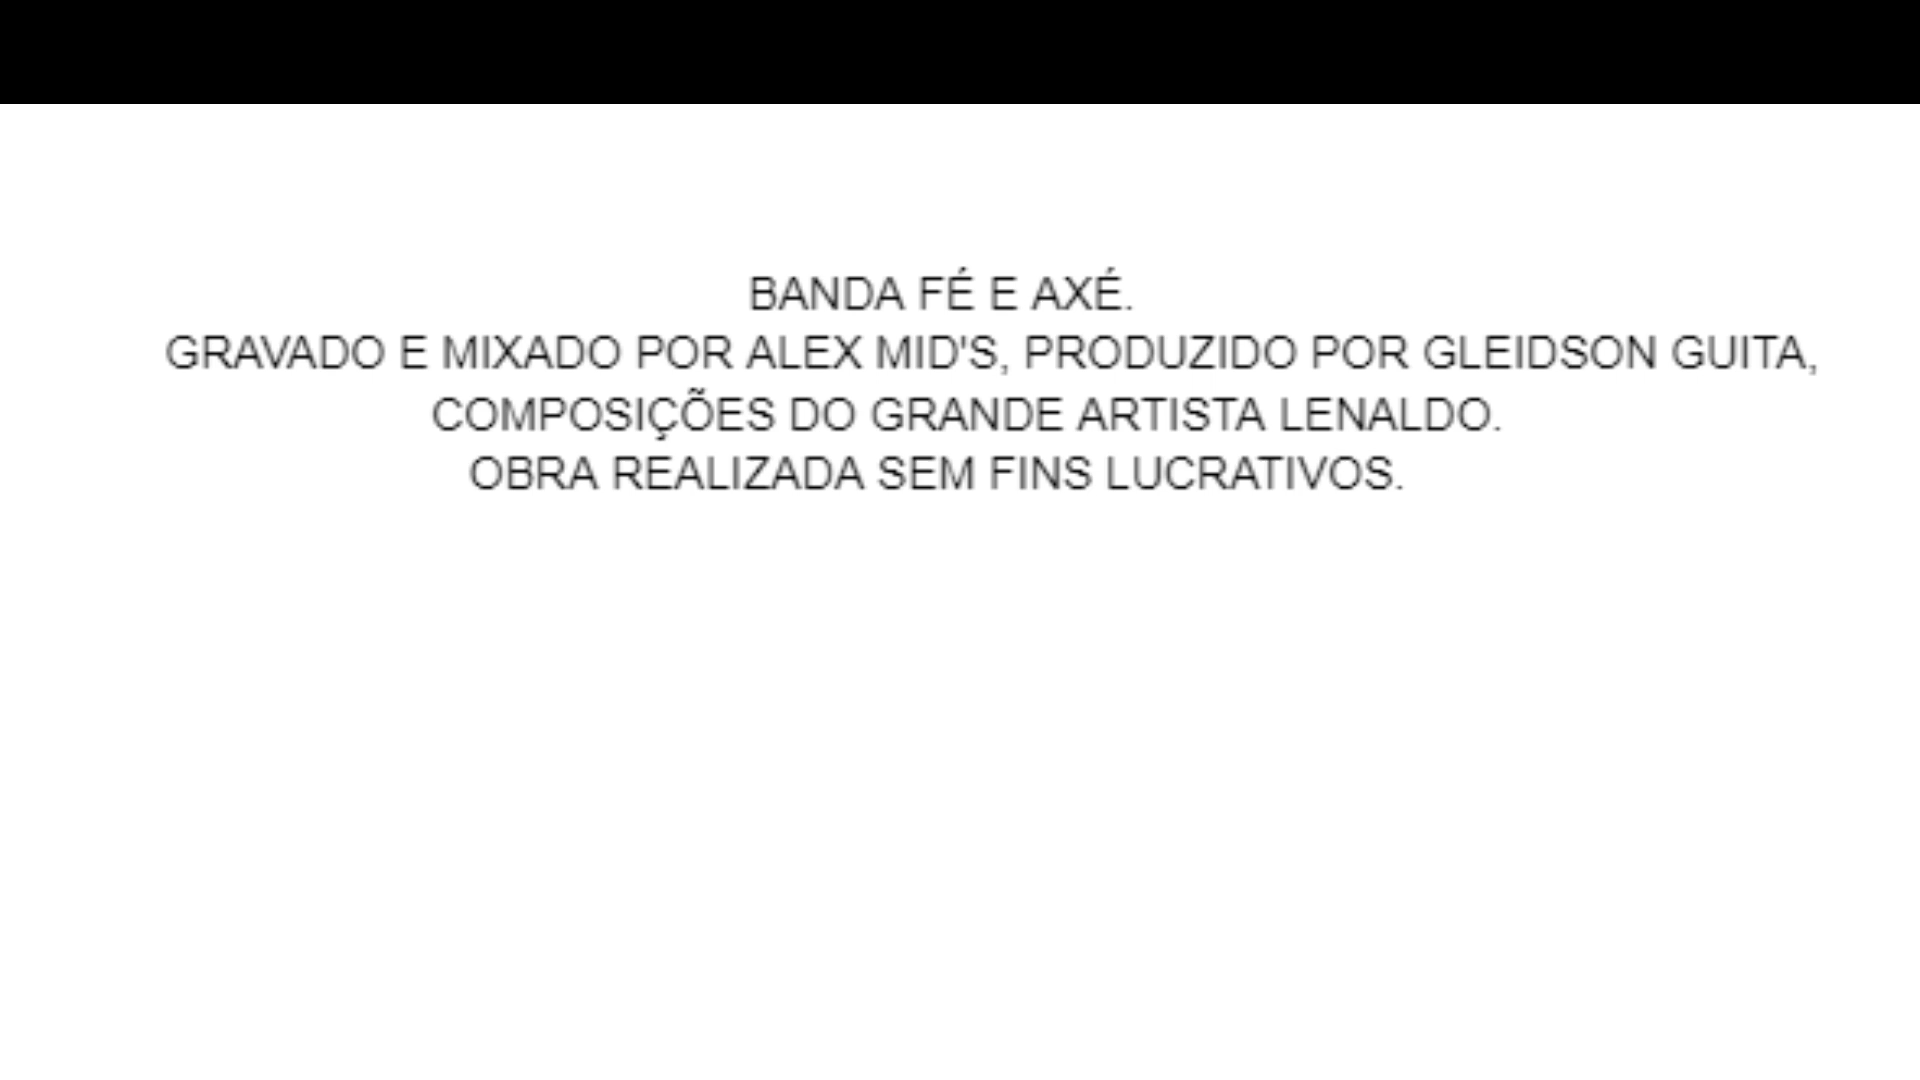 BANDA FÉ E AXÉ.
GRAVADO E MIXADO POR ALEX MID'S, PRODUZIDO POR GLEIDSON GUITA,
COMPOSIÇÕES DO GRANDE ARTISTA LENALDO.
OBRA REALIZADA SEM FINS LUCRATIVOS.